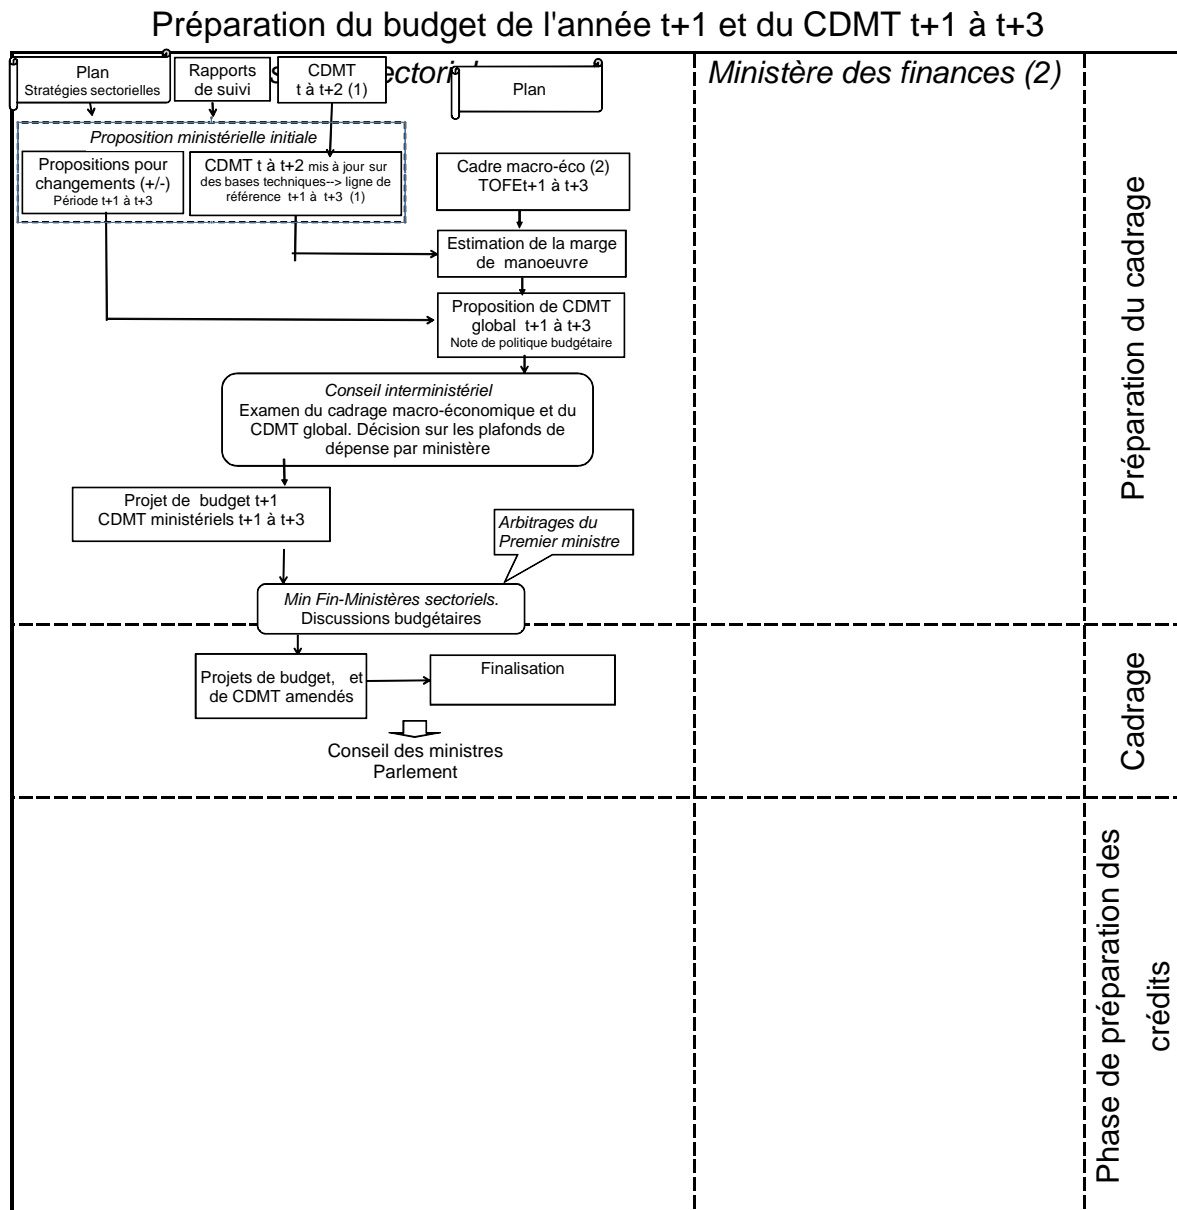 Préparation du budget de l'année t+1 et du CDMT t+1 à t+3
Ministère des finances (2)
Plan
Stratégies sectorielles
Rapports
de suivi
CDMT
t à t+2 (1)
Plan
Proposition ministérielle initiale
Propositions pour
changements (+/-)
Période t+1 à t+3
CDMT t à t+2 mis à jour sur
des bases techniques--> ligne de
référence t+1 à t+3 (1)
Cadre macro-éco (2)
TOFEt+1 à t+3
Estimation de la marge
de manoeuvre
Proposition de CDMT
global t+1 à t+3
Note de politique budgétaire
Conseil interministériel
Examen du cadrage macro-économique et du
CDMT global. Décision sur les plafonds de
dépense par ministère
Projet de budget t+1
CDMT ministériels t+1 à t+3
Arbitrages du
Premier ministre
Min Fin-Ministères sectoriels.
Discussions budgétaires
Projets de budget, et
de CDMT amendés
Finalisation
Conseil des ministres
Parlement
Préparation du cadrage
Cadrage
Phase de préparation des
crédits